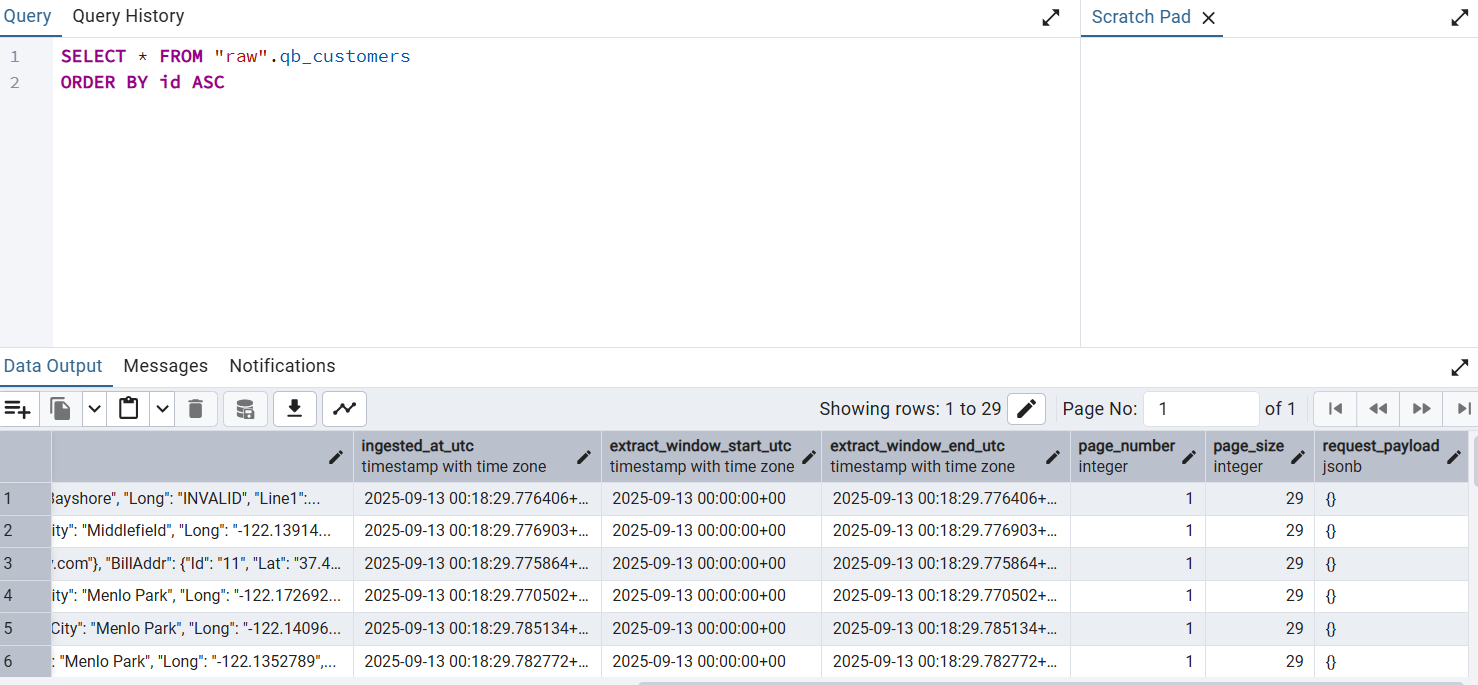 Query Query History Scratch Pad
1 SELECT * FROM "raw".qb_customers
2 ORDER BY id ASC
Data Output Messages Notifications
Showing rows: 1 to 29 Page No: 1 of 1
ingested_at_utc extract_window_start_utc extract_window_end_utc page_number page_size request_payload
timestamp with time zone timestamp with time zone timestamp with time zone integer integer jsonb
1 Bayshore", "Long": "INVALID", "Line1":... 2025-09-13 00:18:29.776406+... 2025-09-13 00:00:00+00 2025-09-13 00:18:29.776406+... 1 29 {}
2 ity": "Middlefield", "Long": "-122.13914... 2025-09-13 00:18:29.776903+... 2025-09-13 00:00:00+00 2025-09-13 00:18:29.776903+... 1 29 {}
3 .com"}, "BillAddr": {"Id": "11", "Lat": "37.4... 2025-09-13 00:18:29.775864+... 2025-09-13 00:00:00+00 2025-09-13 00:18:29.775864+... 1 29 {}
4 ity": "Menlo Park", "Long": "-122.172692... 2025-09-13 00:18:29.770502+... 2025-09-13 00:00:00+00 2025-09-13 00:18:29.770502+... 1 29 {}
5 City": "Menlo Park", "Long": "-122.14096... 2025-09-13 00:18:29.785134+... 2025-09-13 00:00:00+00 2025-09-13 00:18:29.785134+... 1 29 {}
6 : "Menlo Park", "Long": "-122.1352789",... 2025-09-13 00:18:29.782772+... 2025-09-13 00:00:00+00 2025-09-13 00:18:29.782772+... 1 29 {}